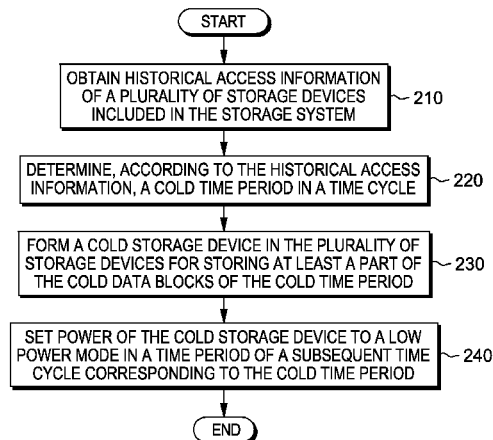 START
OBTAIN HISTORICAL ACCESS INFORMATION
OF A PLURALITY OF STORAGE DEVICES
INCLUDED IN THE STORAGE SYSTEM
210
DETERMINE, ACCORDING TO THE HISTORICAL ACCESS
INFORMATION, A COLD TIME PERIOD IN A TIME CYCLE
220
FORM A COLD STORAGE DEVICE IN THE PLURALITY OF
STORAGE DEVICES FOR STORING AT LEAST A PART OF
THE COLD DATA BLOCKS OF THE COLD TIME PERIOD
230
SET POWER OF THE COLD STORAGE DEVICE TO A LOW
POWER MODE IN A TIME PERIOD OF A SUBSEQUENT TIME
CYCLE CORRESPONDING TO THE COLD TIME PERIOD
240
END